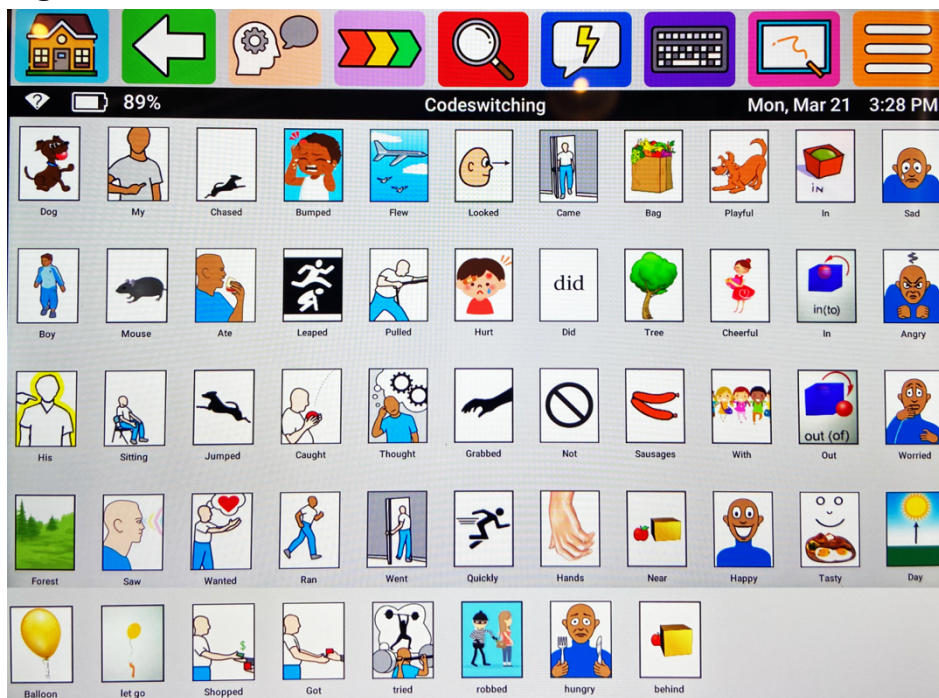 89% Codeswitching Mon, Mar 21 3:28 PM
IN
Dog My Chased Bumped Flew Looked Came Bag Playful In Sad
did in(to)
Boy Mouse Ate Leaped Pulled Hurt Did Tree Cheerful In Angry
out (of)
His Sitting Jumped Caught Thought Grabbed Not Sausages With Out Worried
Forest Saw Wanted Ran Went Quickly Hands Near Happy Tasty Day
Balloon let go Shopped Got tried robbed hungry behind